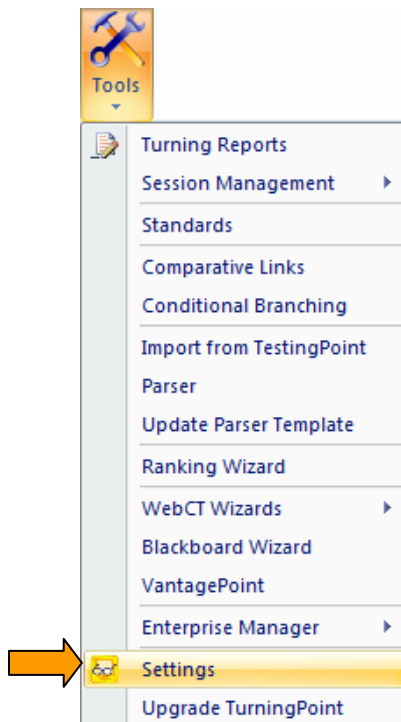 Tools
Turning Reports
Session Management
Standards
Comparative Links
Conditional Branching
Import from TestingPoint
Parser
Update Parser Template
Ranking Wizard
WebCT Wizards
Blackboard Wizard
VantagePoint
Enterprise Manager
Settings
Upgrade TurningPoint